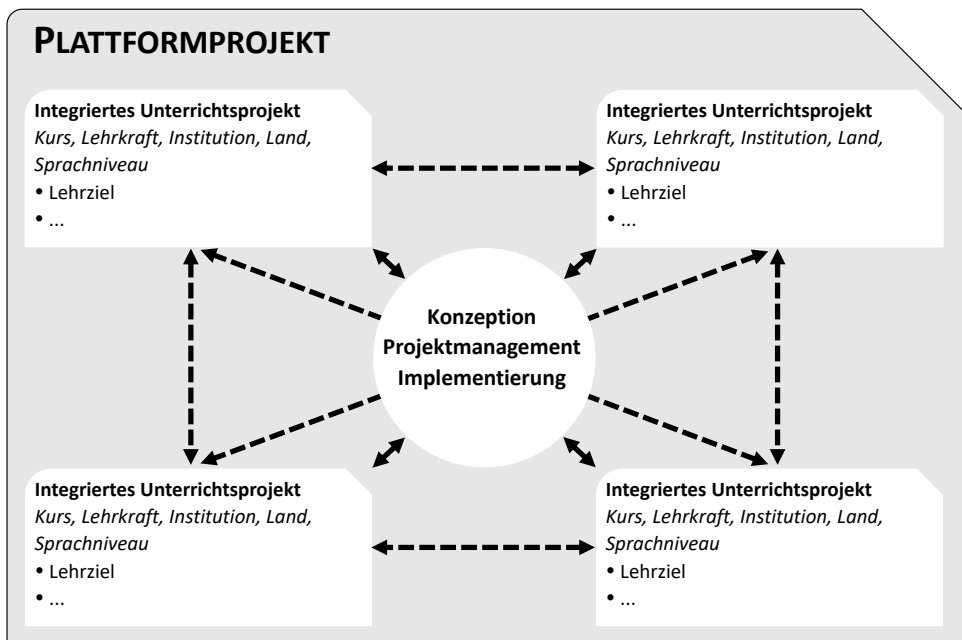 PLATTFORMPROJEKT
Integriertes Unterrichtsprojekt
Kurs, Lehrkraft, Institution, Land,
Sprachniveau
• Lehrziel
• ...
Integriertes Unterrichtsprojekt
Kurs, Lehrkraft, Institution, Land,
Sprachniveau
• Lehrziel
• ...
Konzeption
Projektmanagement
Implementierung
Integriertes Unterrichtsprojekt
Kurs, Lehrkraft, Institution, Land,
Sprachniveau
• Lehrziel
• ...
Integriertes Unterrichtsprojekt
Kurs, Lehrkraft, Institution, Land,
Sprachniveau
• Lehrziel
• ...